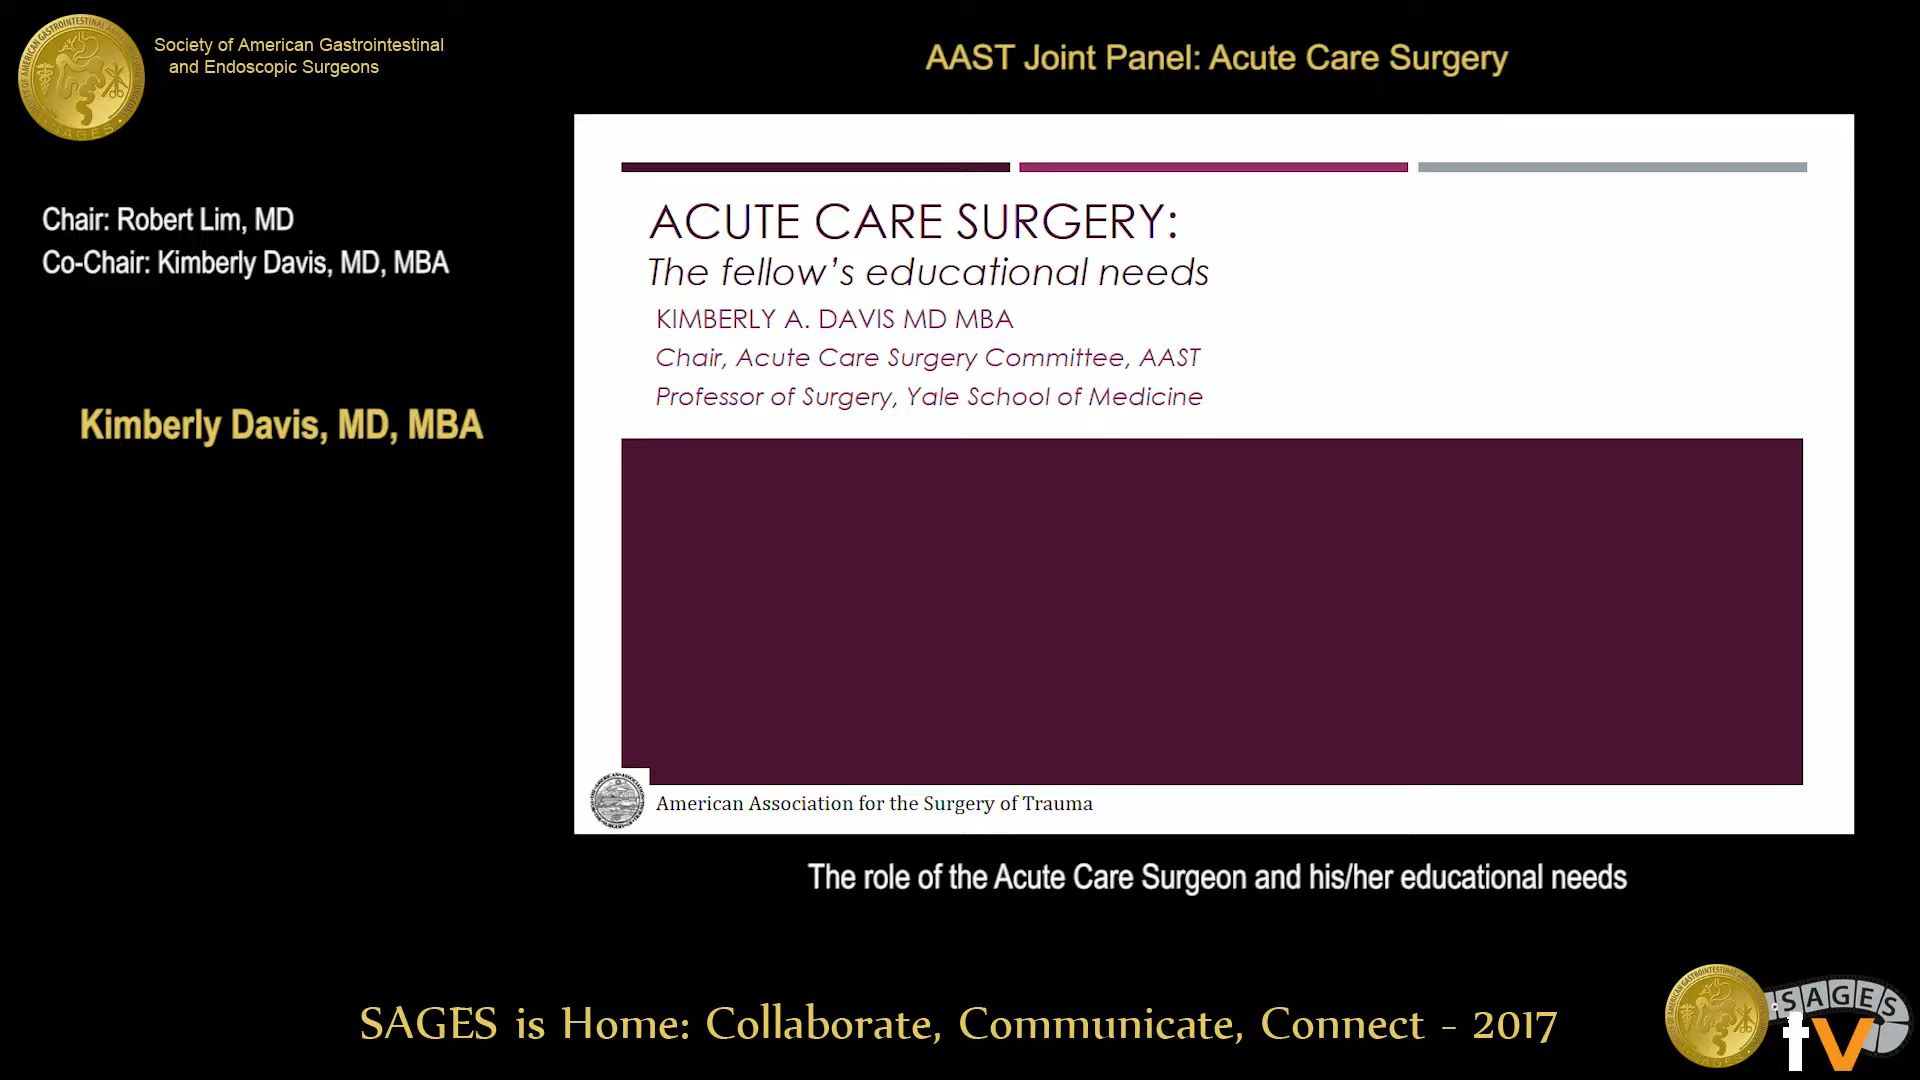 Society of American Gastrointestinal
and Endoscopic Surgeons
AAST Joint Panel: Acute Care Surgery
Chair: Robert Lim, MD
Co-Chair: Kimberly Davis, MD, MBA
Kimberly Davis, MD, MBA
ACUTE CARE SURGERY:
The fellow’s educational needs
KIMBERLY A. DAVIS MD MBA
Chair, Acute Care Surgery Committee, AAST
Professor of Surgery, Yale School of Medicine
American Association for the Surgery of Trauma
The role of the Acute Care Surgeon and his/her educational needs
SAGES is Home: Collaborate, Communicate, Connect - 2017
SAGES
tV